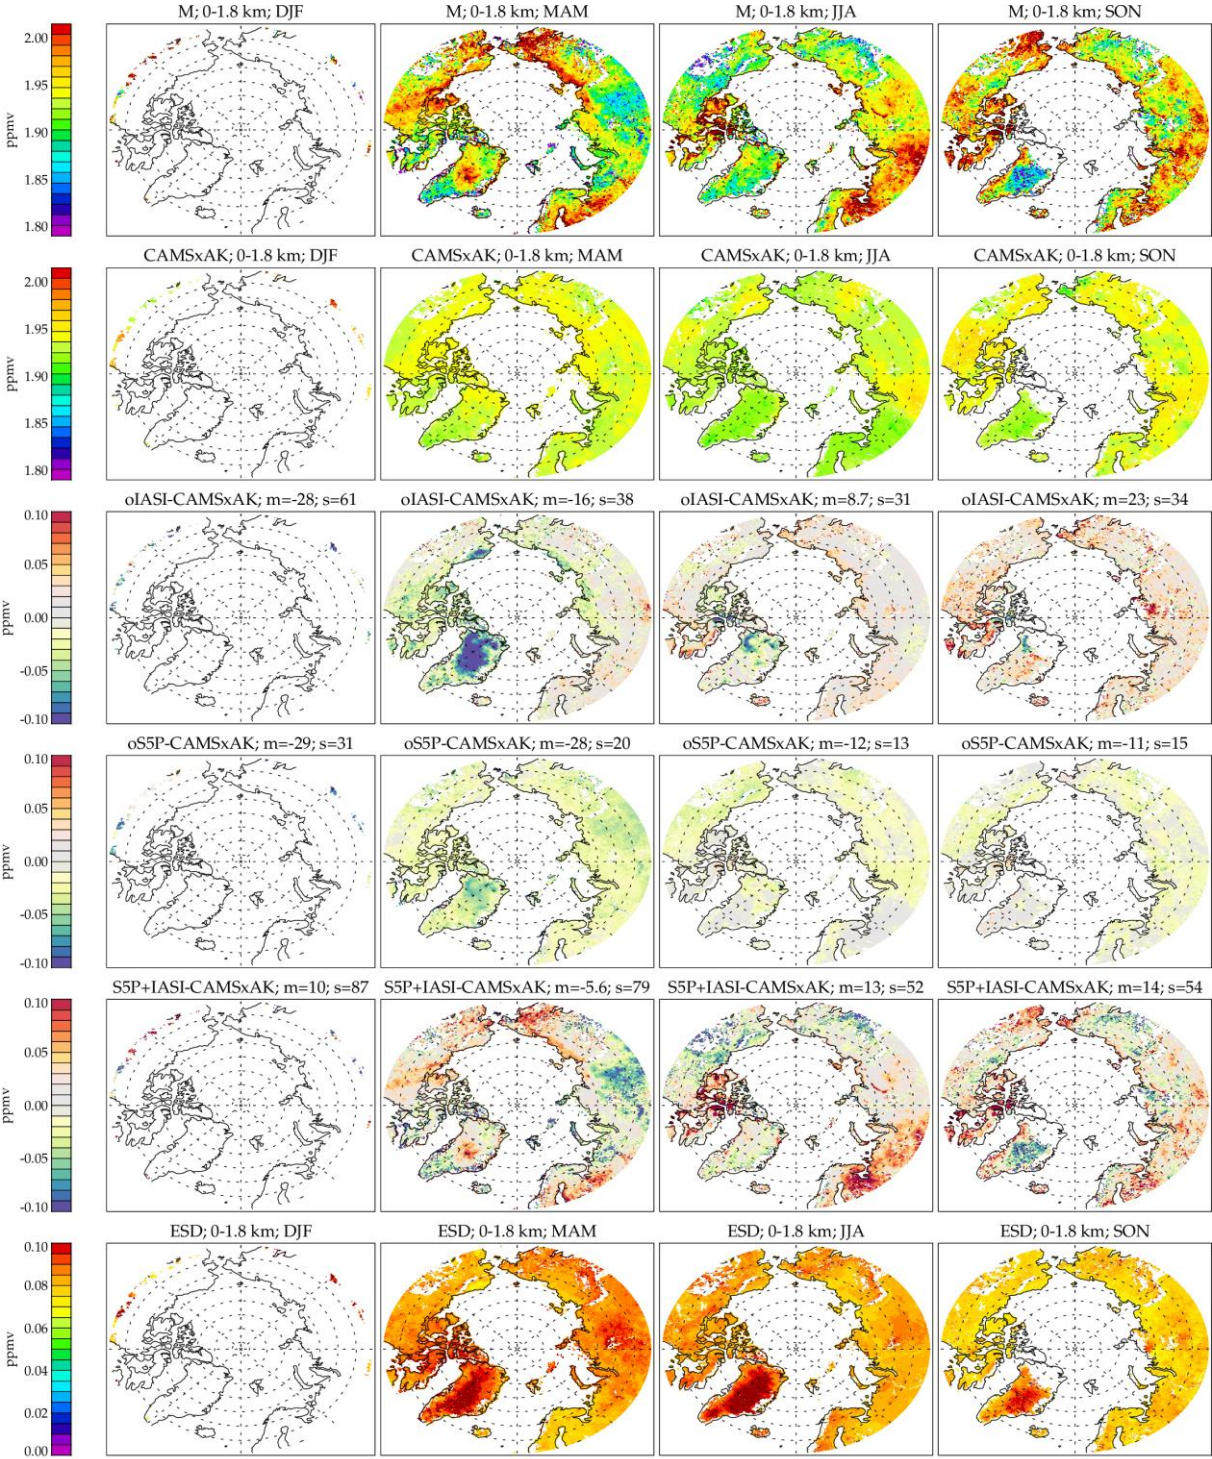 M; 0-1.8 km; DJF
M; 0-1.8 km; MAM
M; 0-1.8 km; JJA
M; 0-1.8 km; SON
2.00
1.95
1.90
1.85
1.80
ppmv
CAMSxAK; 0-1.8 km; DJF
CAMSxAK; 0-1.8 km; MAM
CAMSxAK; 0-1.8 km; JJA
CAMSxAK; 0-1.8 km; SON
2.00
1.95
1.90
1.85
1.80
ppmv
oIASI-CAMSxAK; m=-28; s=61
oIASI-CAMSxAK; m=-16; s=38
oIASI-CAMSxAK; m=8.7; s=31
oIASI-CAMSxAK; m=23; s=34
0.10
0.05
0.00
-0.05
-0.10
ppmv
oS5P-CAMSxAK; m=-29; s=31
oS5P-CAMSxAK; m=-28; s=20
oS5P-CAMSxAK; m=-12; s=13
oS5P-CAMSxAK; m=-11; s=15
0.10
0.05
0.00
-0.05
-0.10
ppmv
S5P+IASI-CAMSxAK; m=10; s=87
S5P+IASI-CAMSxAK; m=-5.6; s=79
S5P+IASI-CAMSxAK; m=13; s=52
S5P+IASI-CAMSxAK; m=14; s=54
0.10
0.05
0.00
-0.05
-0.10
ppmv
ESD; 0-1.8 km; DJF
ESD; 0-1.8 km; MAM
ESD; 0-1.8 km; JJA
ESD; 0-1.8 km; SON
0.10
0.08
0.06
0.04
0.02
0.00
ppmv